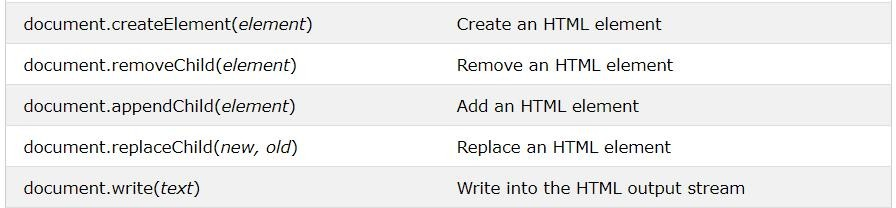 document.createElement(element) Create an HTML element
document.removeChild(element) Remove an HTML element
document.appendChild(element) Add an HTML element
document.replaceChild(new, old) Replace an HTML element
document.write(text) Write into the HTML output stream